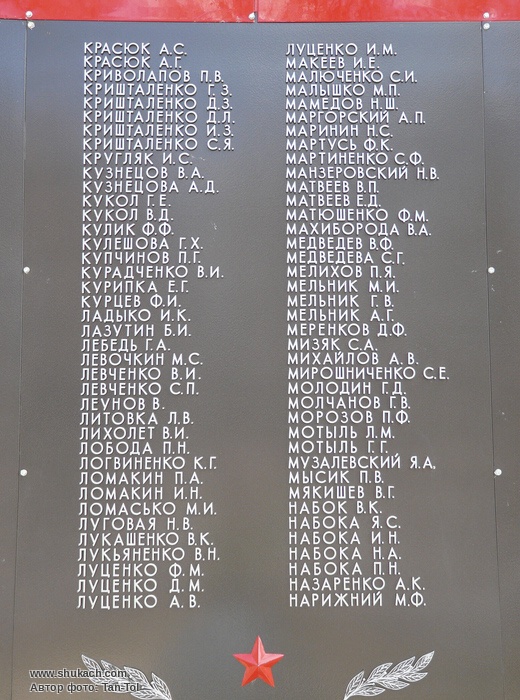 КРАСЮК А.С.
КРАСЮК А.Г.
КРИВОЛАПОВ П.В.
КРИШТАЛЕНКО Г.З.
КРИШТАЛЕНКО Д.З.
КРИШТАЛЕНКО Д.Л.
КРИШТАЛЕНКО И.З.
КРИШТАЛЕНКО С.Я.
КРУГЛЯК И.С.
КУЗНЕЦОВ В.А.
КУЗНЕЦОВА А.Д.
КУКОЛ Г.Е.
КУКОЛ В.Д.
КУЛИК Ф.Ф.
КУЛЕШОВА Г.Х.
КУПЧИНОВ П.Г.
КУРАДЧЕНКО В.И.
КУРИПКА Е.Г.
КУРЦЕВ Ф.И.
ЛАДЫКО И.К.
ЛАЗУТИН Б.И.
ЛЕБЕДЬ Г.А.
ЛЕВОЧКИН М.С.
ЛЕВЧЕНКО В.И.
ЛЕВЧЕНКО С.П.
ЛЕУНОВ В.
ЛИТОВКА Л.В.
ЛИХОЛЕТ В.И.
ЛОБОДА П.Н.
ЛОГВИНЕНКО К.Г.
ЛОМАКИН П.А.
ЛОМАКИН И.Н.
ЛОМАСЬКО М.И.
ЛУГОВАЯ Н.В.
ЛУКАШЕНКО В.К.
ЛУКЬЯНЕНКО В.Н.
ЛУЦЕНКО Ф.М.
ЛУЦЕНКО Д.М.
ЛУЦЕНКО А.В.
ЛУЦЕНКО И.М.
МАКЕЕВ И.Е.
МАЛЮЧЕНКО С.И.
МАЛЫШКО М.П.
МАМЕДОВ Н.Ш.
МАРГОРСКИЙ А.П.
МАРИНИН Н.С.
МАРТУСЬ Ф.К.
МАРТИНЕНКО С.Ф.
МАНЗЕРОВСКИЙ Н.В.
МАТВЕЕВ В.П.
МАТВЕЕВ Е.Д.
МАТЮШЕНКО Ф.М.
МАХИБОРОДА В.А.
МЕДВЕДЕВ В.Ф.
МЕДВЕДЕВА С.Г.
МЕЛИХОВ П.Я.
МЕЛЬНИК М.И.
МЕЛЬНИК Г.В.
МЕЛЬНИК А.Г.
МЕРЕНКОВ Д.Ф.
МИЗЯК С.А.
МИХАЙЛОВ А.В.
МИРОШНИЧЕНКО С.Е.
МОЛОДИН Г.Д.
МОЛЧАНОВ Г.В.
МОРОЗОВ П.Ф.
МОТЫЛЬ Л.М.
МОТЫЛЬ Г.Г.
МУЗАЛЕВСКИЙ Я.А.
МЫСИК П.В.
МЯКИШЕВ В.Г.
НАБОК В.К.
НАБОКА Я.С.
НАБОКА И.Н.
НАБОКА Н.А.
НАБОКА П.Н.
НАЗАРЕНКО А.К.
НАРИЖНИЙ М.Ф.
www.shukach.com
Автор фото: Tan-Tol